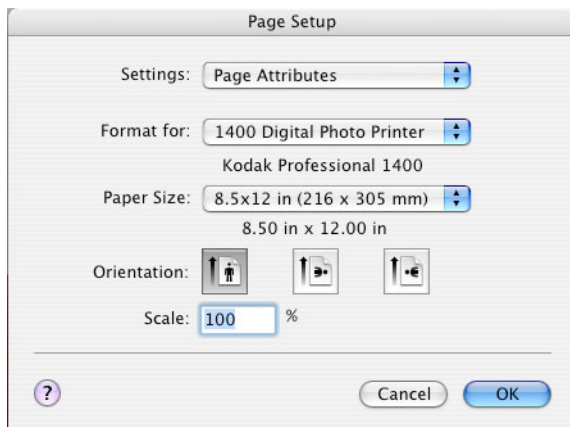 Page Setup
Settings: Page Attributes
Format for: 1400 Digital Photo Printer
Kodak Professional 1400
Paper Size: 8.5x12 in (216 x 305 mm)
8.50 in x 12.00 in
Orientation:
Scale: 100 %
? Cancel OK